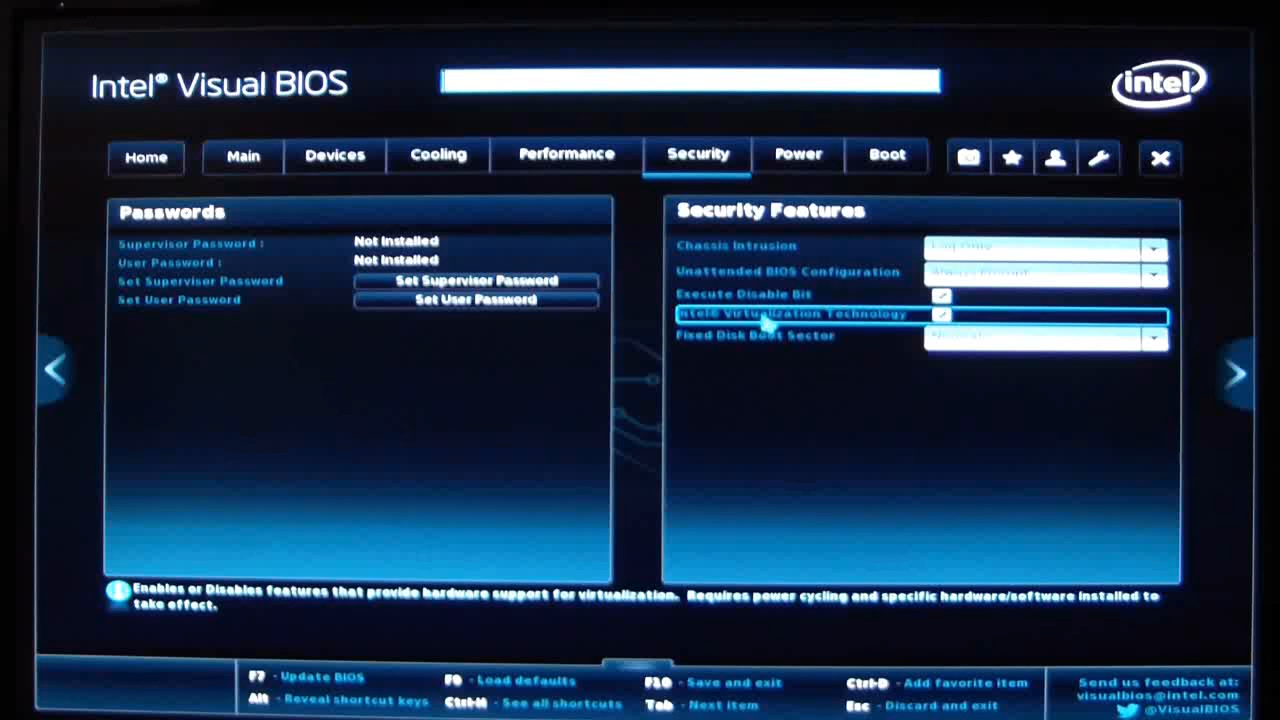 Intel® Visual BIOS
intel
Home
Main
Devices
Cooling
Performance
Security
Power
Boot
Passwords
Supervisor Password : Not Installed
User Password : Not Installed
Set Supervisor Password Set Supervisor Password
Set User Password Set User Password
Security Features
Chassis Intrusion Log Only
Unattended BIOS Configuration Always Prompt
Execute Disable Bit
Intel® Virtualization Technology
Fixed Disk Boot Sector
Enables or Disables features that provide hardware support for virtualization. Requires power cycling and specific hardware/software installed to
take effect.
F7 - Update BIOS
F9 - Load defaults
F10 - Save and exit
Ctrl-D - Add favorite item
Alt - Reveal shortcut keys
Ctrl-H - See all shortcuts
Tab - Next item
Esc - Discard and exit
Send us feedback at:
visualbios@intel.com
@VisualBIOS